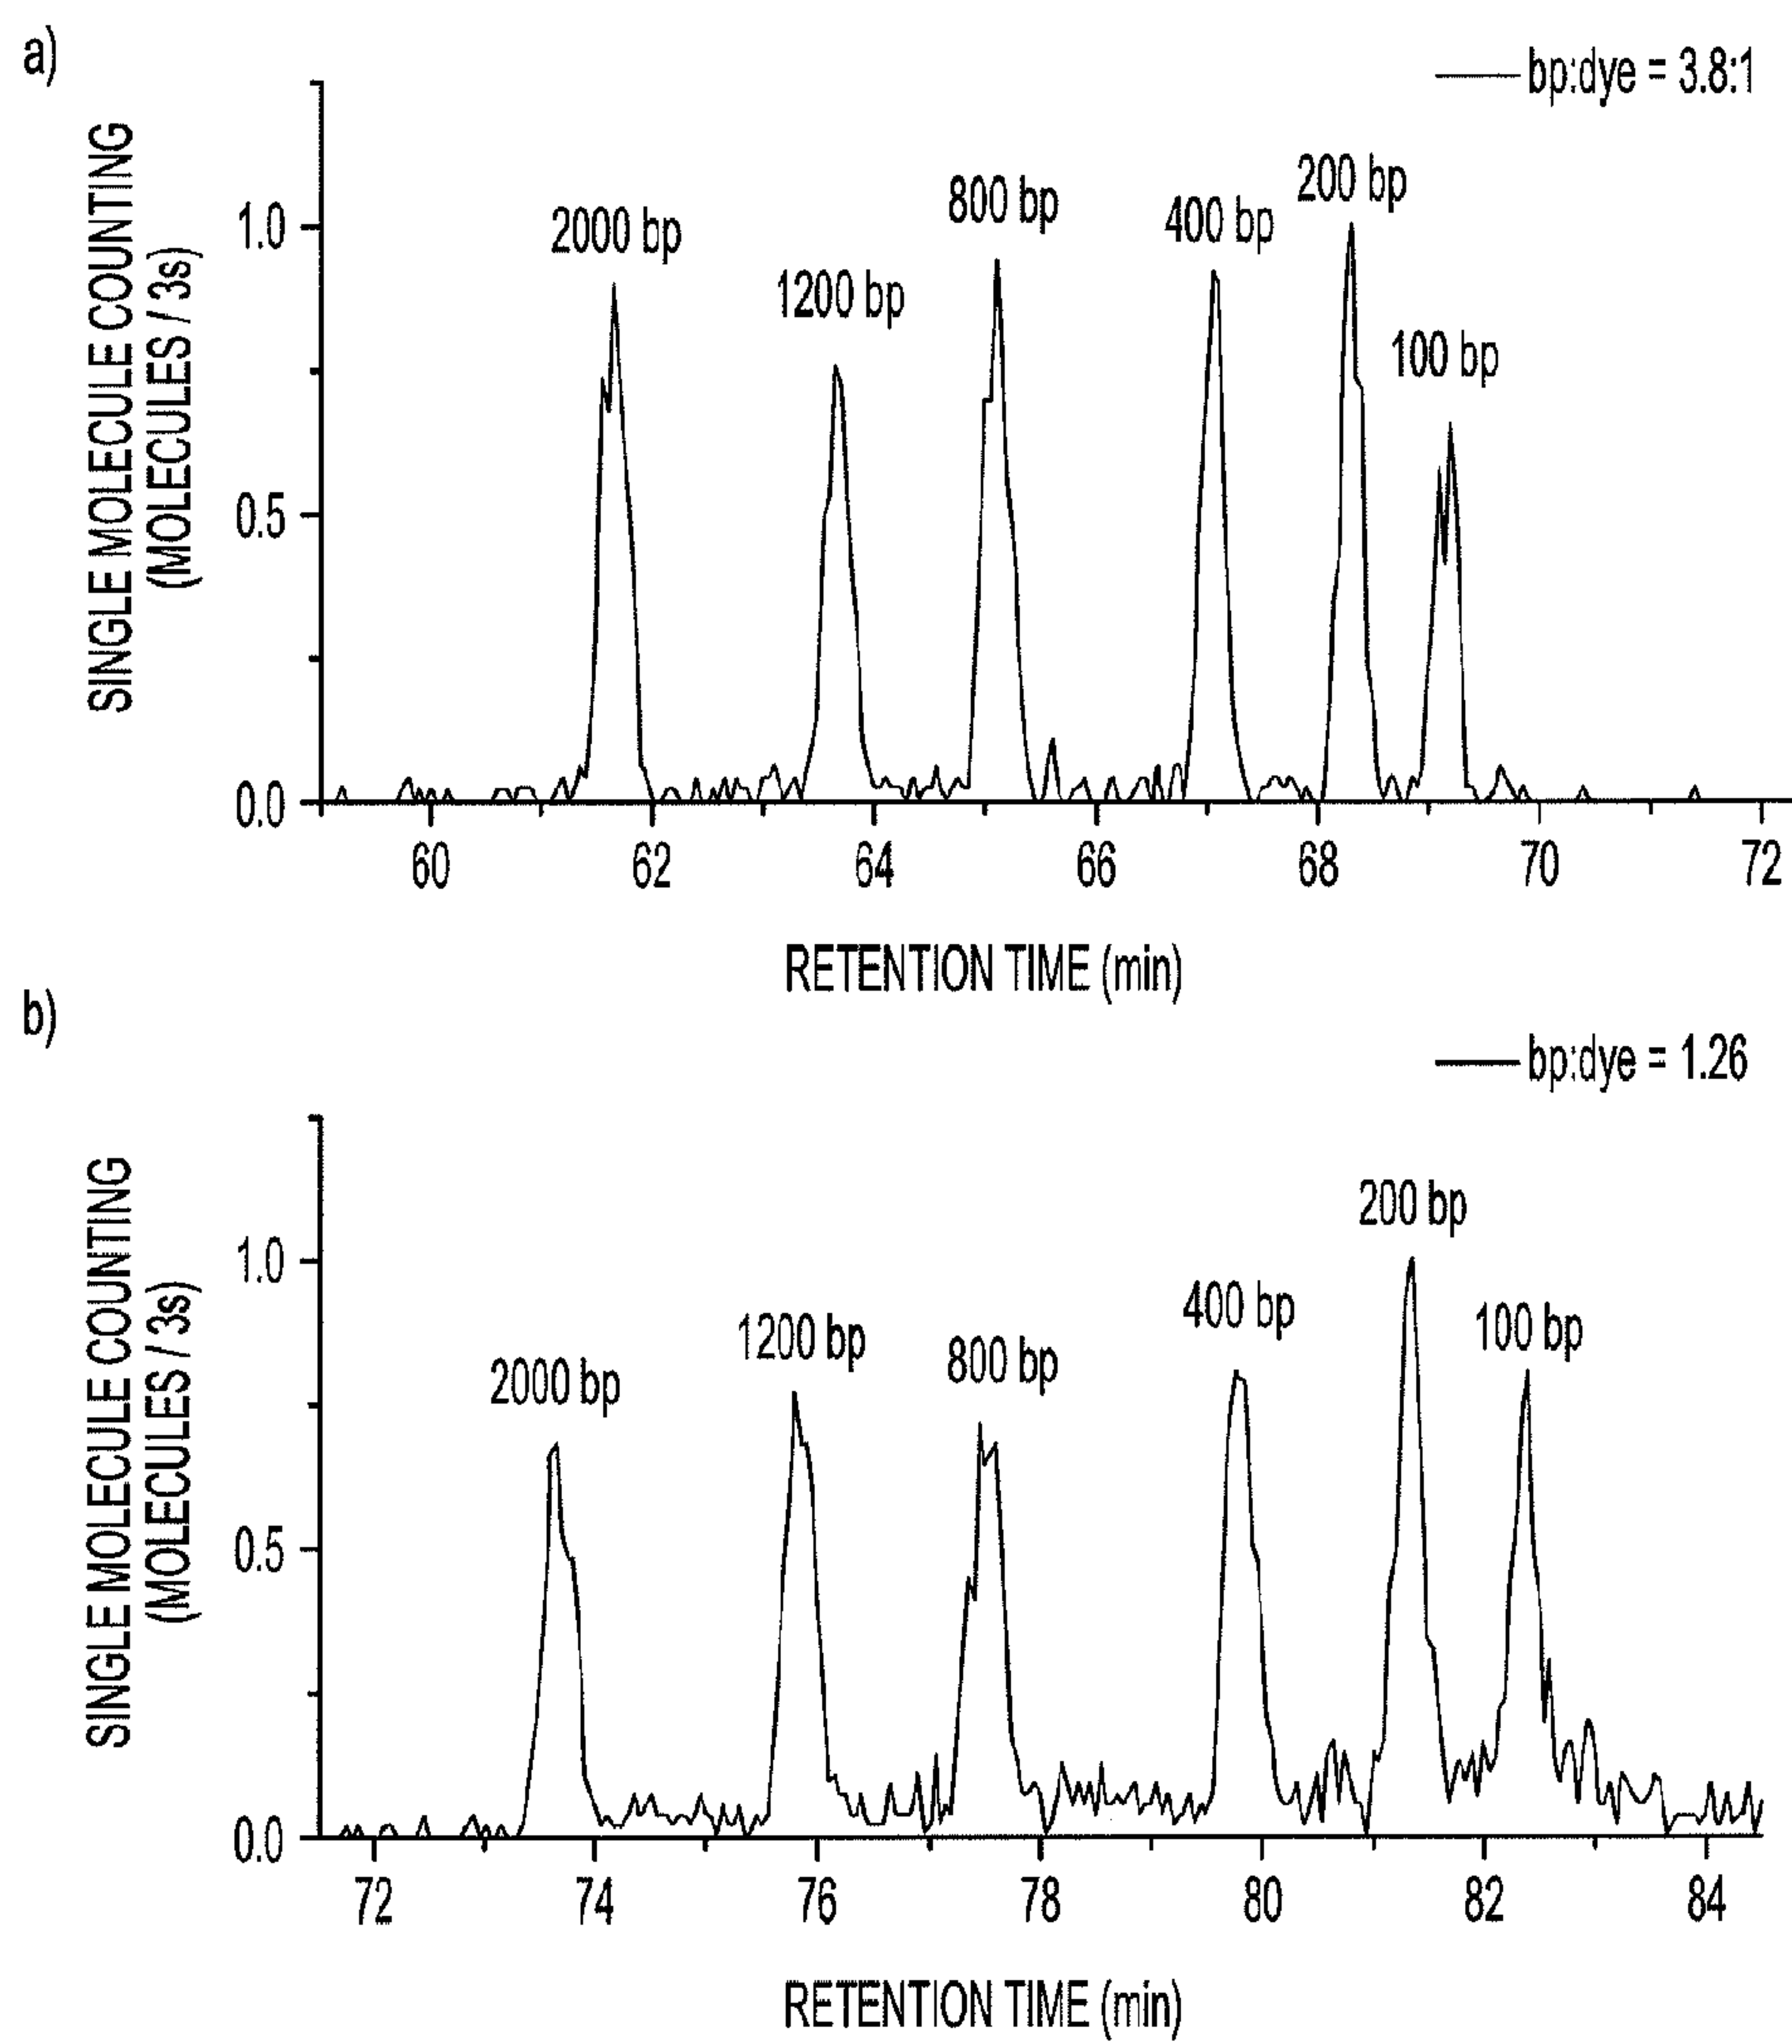 a)
bp:dye = 3.8:1
SINGLE MOLECULE COUNTING
(MOLECULES / 3s)
1.0
0.5
0.0
2000 bp
1200 bp
800 bp
400 bp
200 bp
100 bp
60
62
64
66
68
70
72
RETENTION TIME (min)
b)
bp:dye = 1.26
SINGLE MOLECULE COUNTING
(MOLECULES / 3s)
1.0
0.5
0.0
2000 bp
1200 bp
800 bp
400 bp
200 bp
100 bp
72
74
76
78
80
82
84
RETENTION TIME (min)